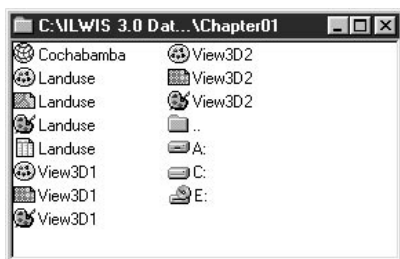 C:\ILWIS 3.0 Dat...\Chapter01
Cochabamba
Landuse
Landuse
Landuse
Landuse
View3D1
View3D1
View3D1
View3D2
View3D2
View3D2
..
A:
C:
E: